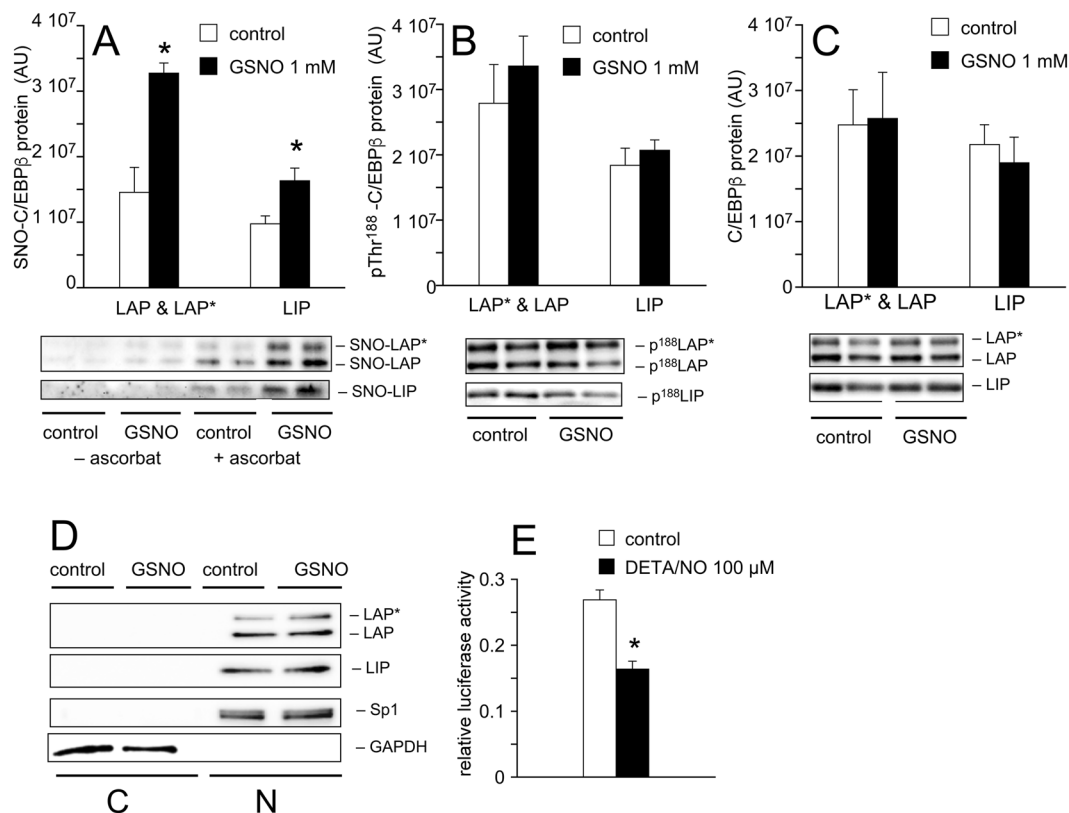 A
SNO-C/EBPβ protein (AU)
4 10⁷
3 10⁷
2 10⁷
1 10⁷
0
control
GSNO 1 mM
*
*
LAP & LAP* LIP
– SNO-LAP*
– SNO-LAP
– SNO-LIP
control GSNO control GSNO
– ascorbat + ascorbat
B
pThr¹⁸⁸ -C/EBPβ protein (AU)
4 10⁷
3 10⁷
2 10⁷
1 10⁷
0
control
GSNO 1 mM
LAP* & LAP LIP
– p¹⁸⁸LAP*
– p¹⁸⁸LAP
– p¹⁸⁸LIP
control GSNO
C
C/EBPβ protein (AU)
4 10⁷
3 10⁷
2 10⁷
1 10⁷
0
control
GSNO 1 mM
LAP* & LAP LIP
– LAP*
– LAP
– LIP
control GSNO
D
control GSNO control GSNO
– LAP*
– LAP
– LIP
– Sp1
– GAPDH
C N
E
control
DETA/NO 100 µM
relative luciferase activity
0.3
0.2
0.1
0
*